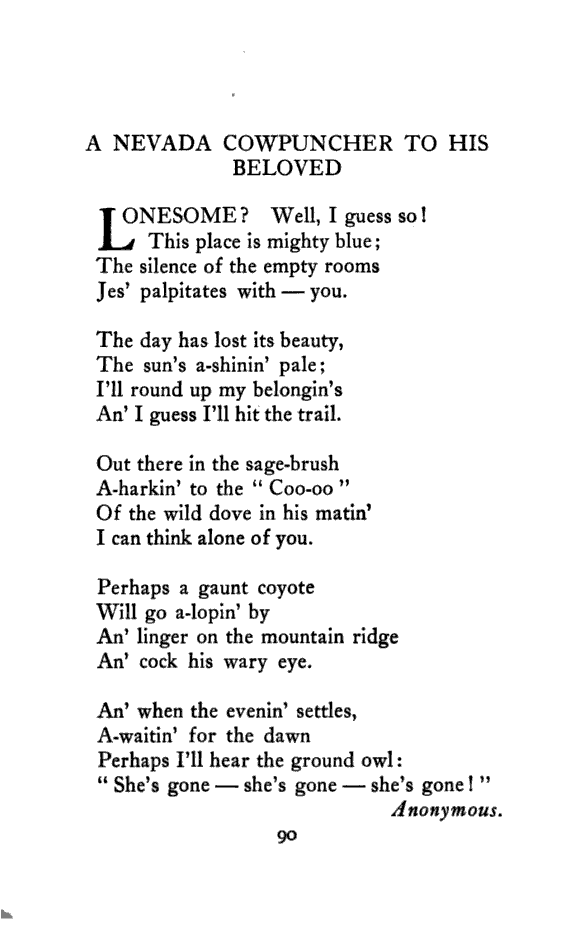 A NEVADA COWPUNCHER TO HIS
BELOVED
LONESOME? Well, I guess so!
This place is mighty blue;
The silence of the empty rooms
Jes' palpitates with — you.
The day has lost its beauty,
The sun's a-shinin' pale;
I'll round up my belongin's
An' I guess I'll hit the trail.
Out there in the sage-brush
A-harkin' to the “ Coo-oo ”
Of the wild dove in his matin'
I can think alone of you.
Perhaps a gaunt coyote
Will go a-lopin' by
An' linger on the mountain ridge
An' cock his wary eye.
An' when the evenin' settles,
A-waitin' for the dawn
Perhaps I'll hear the ground owl:
“ She's gone — she's gone — she's gone! ”
Anonymous.
90